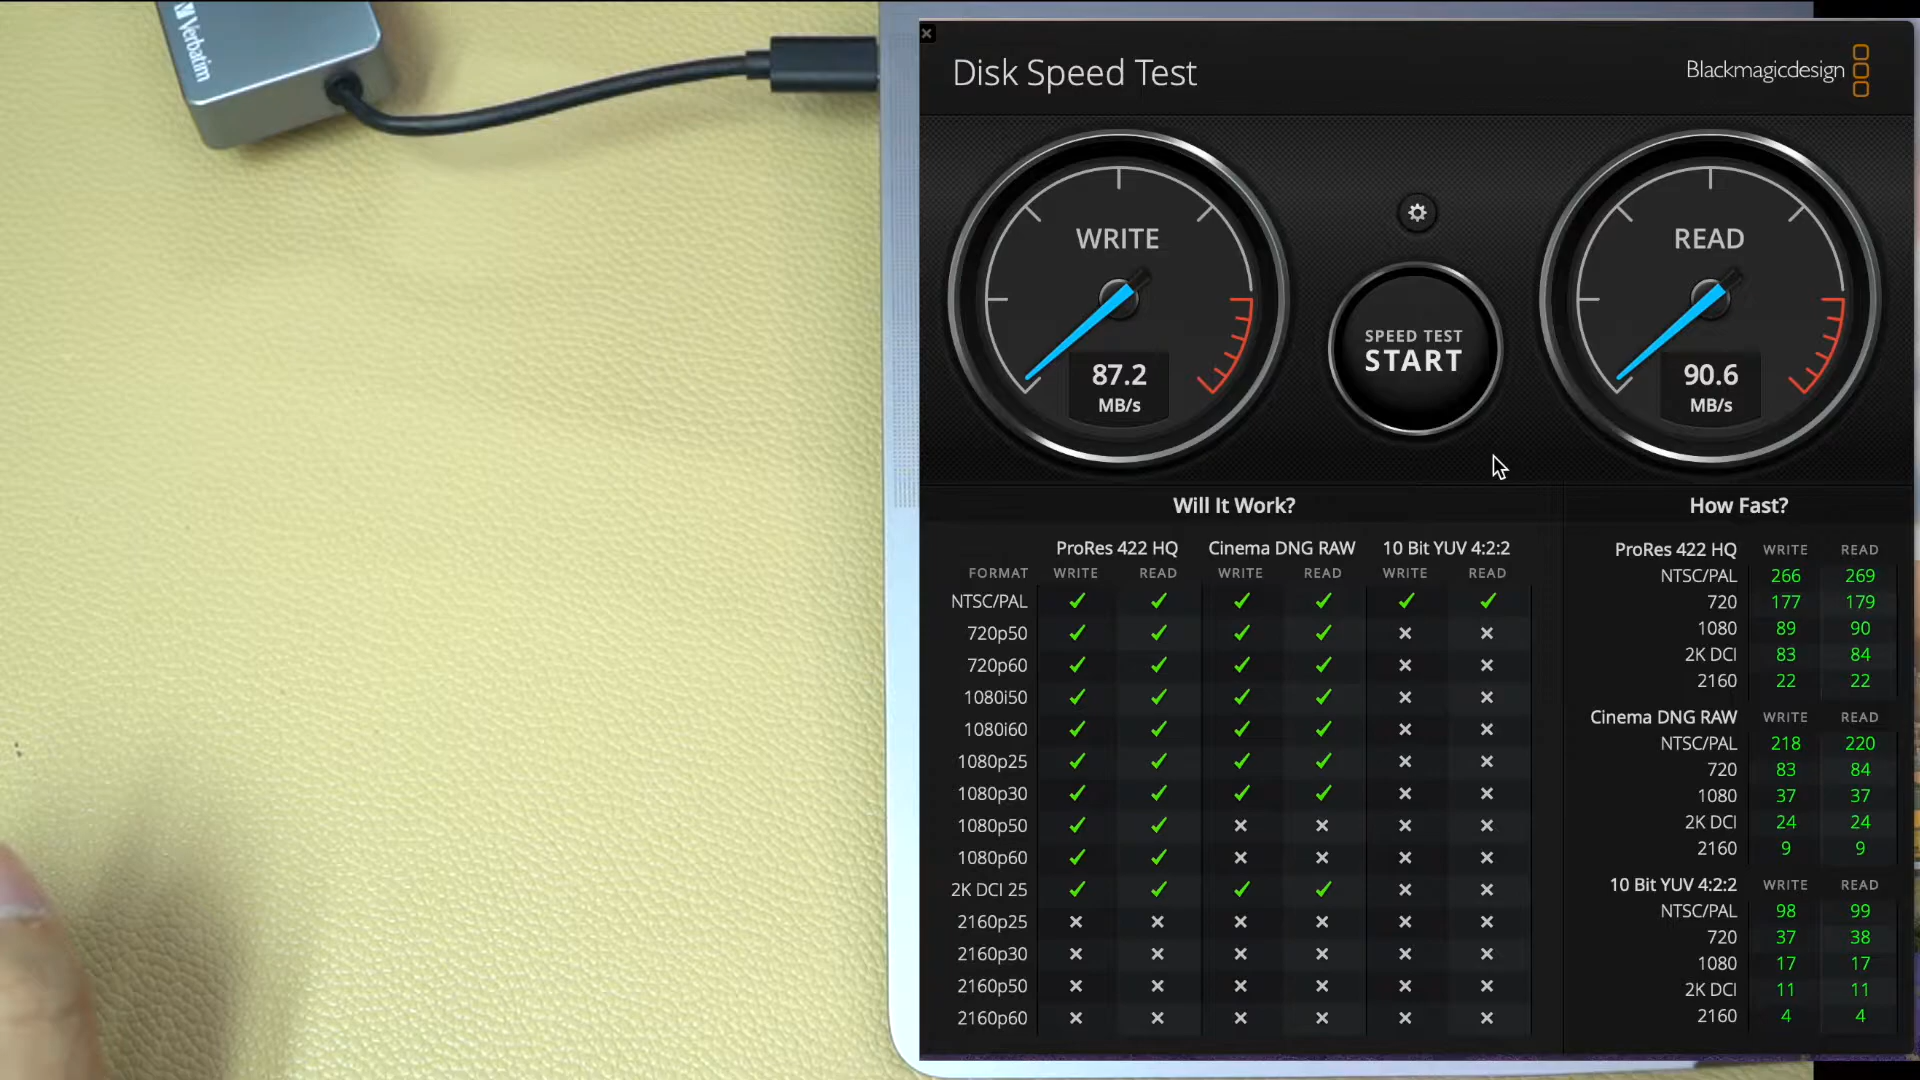 Verbatim
Disk Speed Test
Blackmagicdesign
WRITE
87.2
MB/s
SPEED TEST
START
READ
90.6
MB/s
Will It Work?
ProRes 422 HQ Cinema DNG RAW 10 Bit YUV 4:2:2
FORMAT WRITE READ WRITE READ WRITE READ
NTSC/PAL ✓ ✓ ✓ ✓ ✓ ✓
720p50 ✓ ✓ ✓ ✓ × ×
720p60 ✓ ✓ ✓ ✓ × ×
1080i50 ✓ ✓ ✓ ✓ × ×
1080i60 ✓ ✓ ✓ ✓ × ×
1080p25 ✓ ✓ ✓ ✓ × ×
1080p30 ✓ ✓ ✓ ✓ × ×
1080p50 ✓ ✓ × × × ×
1080p60 ✓ ✓ × × × ×
2K DCI 25 ✓ ✓ ✓ ✓ × ×
2160p25 × × × × × ×
2160p30 × × × × × ×
2160p50 × × × × × ×
2160p60 × × × × × ×
How Fast?
ProRes 422 HQ WRITE READ
NTSC/PAL 266 269
720 177 179
1080 89 90
2K DCI 83 84
2160 22 22
Cinema DNG RAW WRITE READ
NTSC/PAL 218 220
720 83 84
1080 37 37
2K DCI 24 24
2160 9 9
10 Bit YUV 4:2:2 WRITE READ
NTSC/PAL 98 99
720 37 38
1080 17 17
2K DCI 11 11
2160 4 4